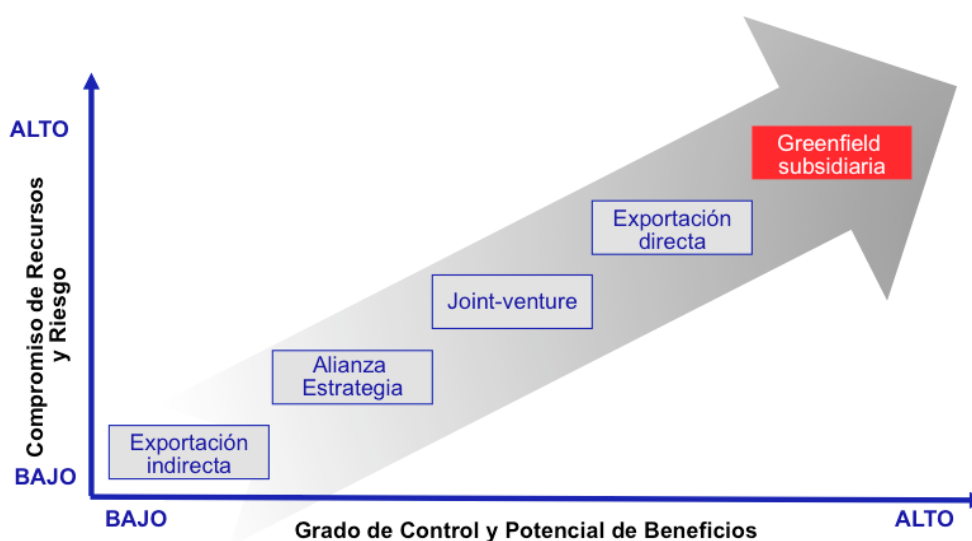 ALTO
Greenfield
subsidiaria
Exportación
directa
Joint-venture
Alianza
Estrategia
Exportación
indirecta
Compromiso de Recursos
y Riesgo
BAJO
BAJO
ALTO
Grado de Control y Potencial de Beneficios